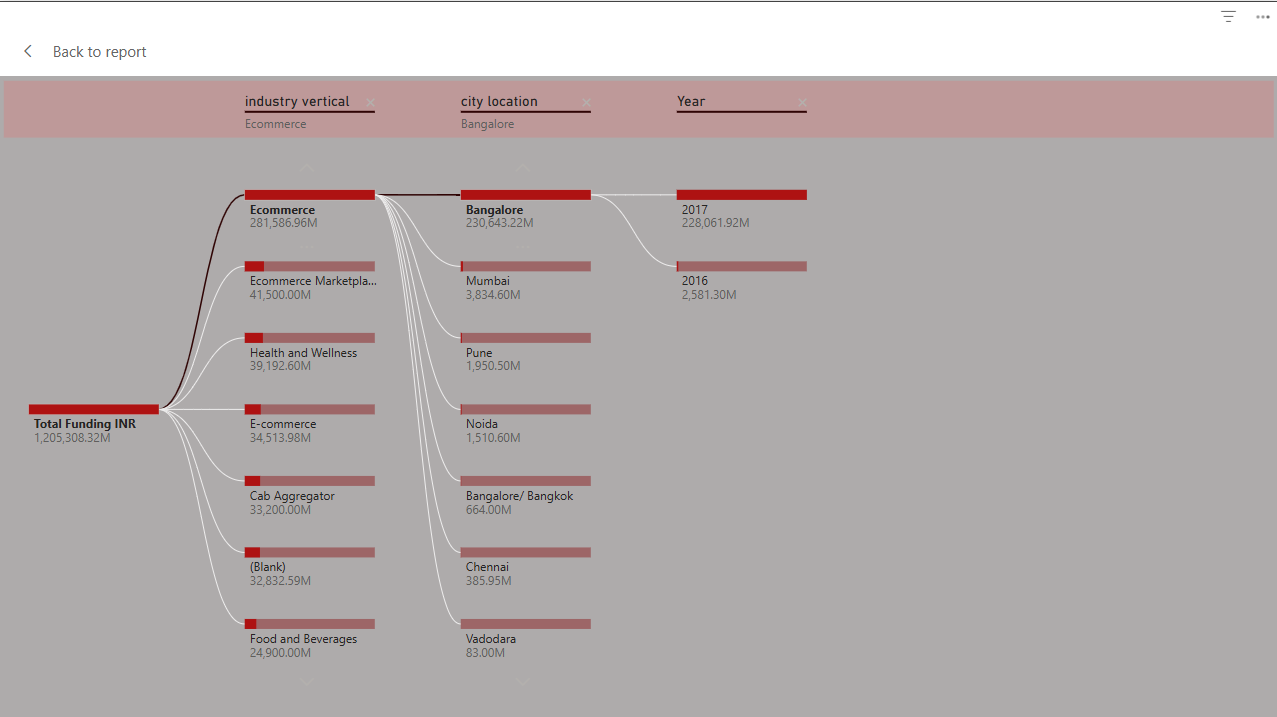 Back to report
industry vertical
Ecommerce
city location
Bangalore
Year
Total Funding INR
1,205,308.32M
Ecommerce
281,586.96M
Ecommerce Marketpla...
41,500.00M
Health and Wellness
39,192.60M
E-commerce
34,513.98M
Cab Aggregator
33,200.00M
(Blank)
32,832.59M
Food and Beverages
24,900.00M
Bangalore
230,643.22M
Mumbai
3,834.60M
Pune
1,950.50M
Noida
1,510.60M
Bangalore/ Bangkok
664.00M
Chennai
385.95M
Vadodara
83.00M
2017
228,061.92M
2016
2,581.30M